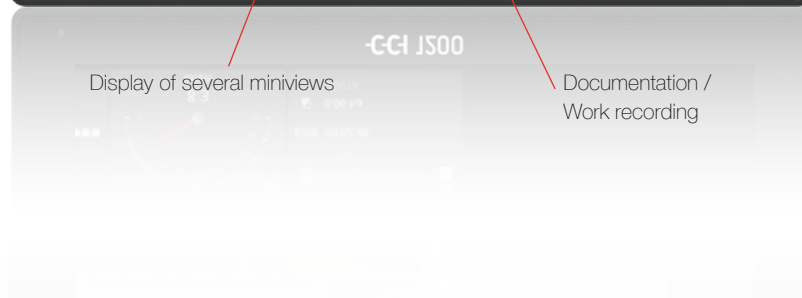 CCI 1200
Display of several miniviews
Documentation /
Work recording